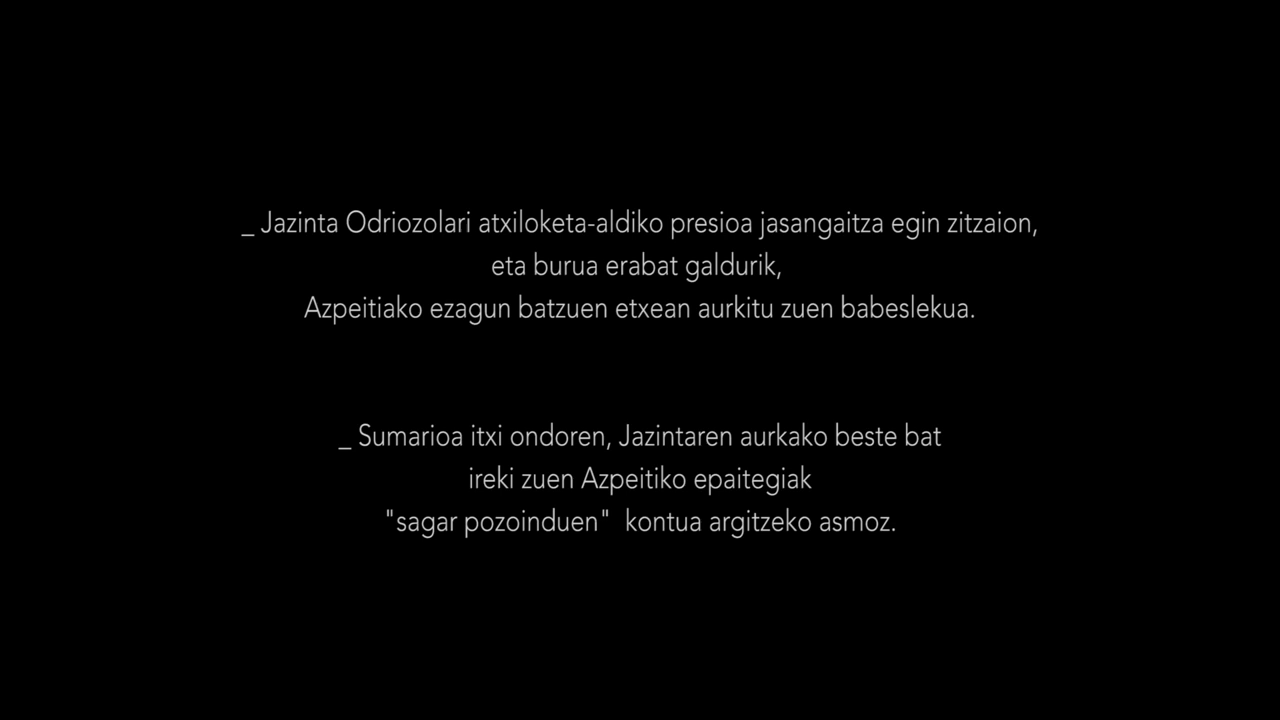 _ Jazinta Odriozolari atxiloketa-aldiko presioa jasangaitza egin zitzaion,
eta burua erabat galdurik,
Azpeitiako ezagun batzuen etxean aurkitu zuen babeslekua.
_ Sumarioa itxi ondoren, Jazintaren aurkako beste bat
ireki zuen Azpeitiko epaitegiak
"sagar pozoinduen"  kontua argitzeko asmoz.